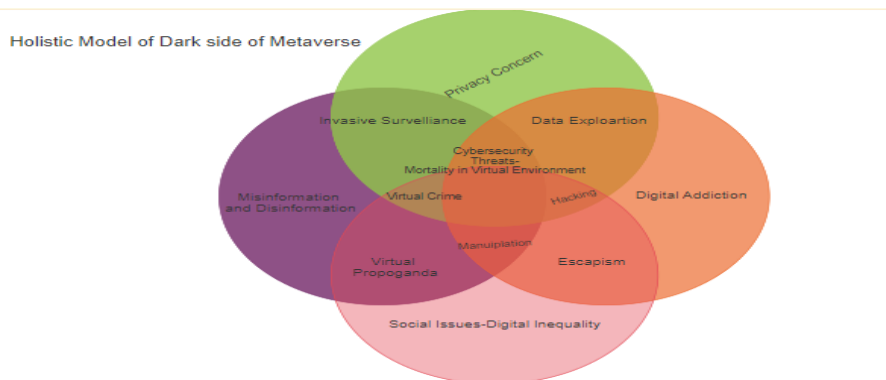 Holistic Model of Dark side of Metaverse
Privacy Concern
Invasive Survelliance
Data Exploartion
Cybersecurity
Threats-
Mortality in Virtual Environment
Misinformation
and Disinformation
Virtual Crime
Hacking
Digital Addiction
Manuiplation
Virtual
Propoganda
Escapism
Social Issues-Digital Inequality